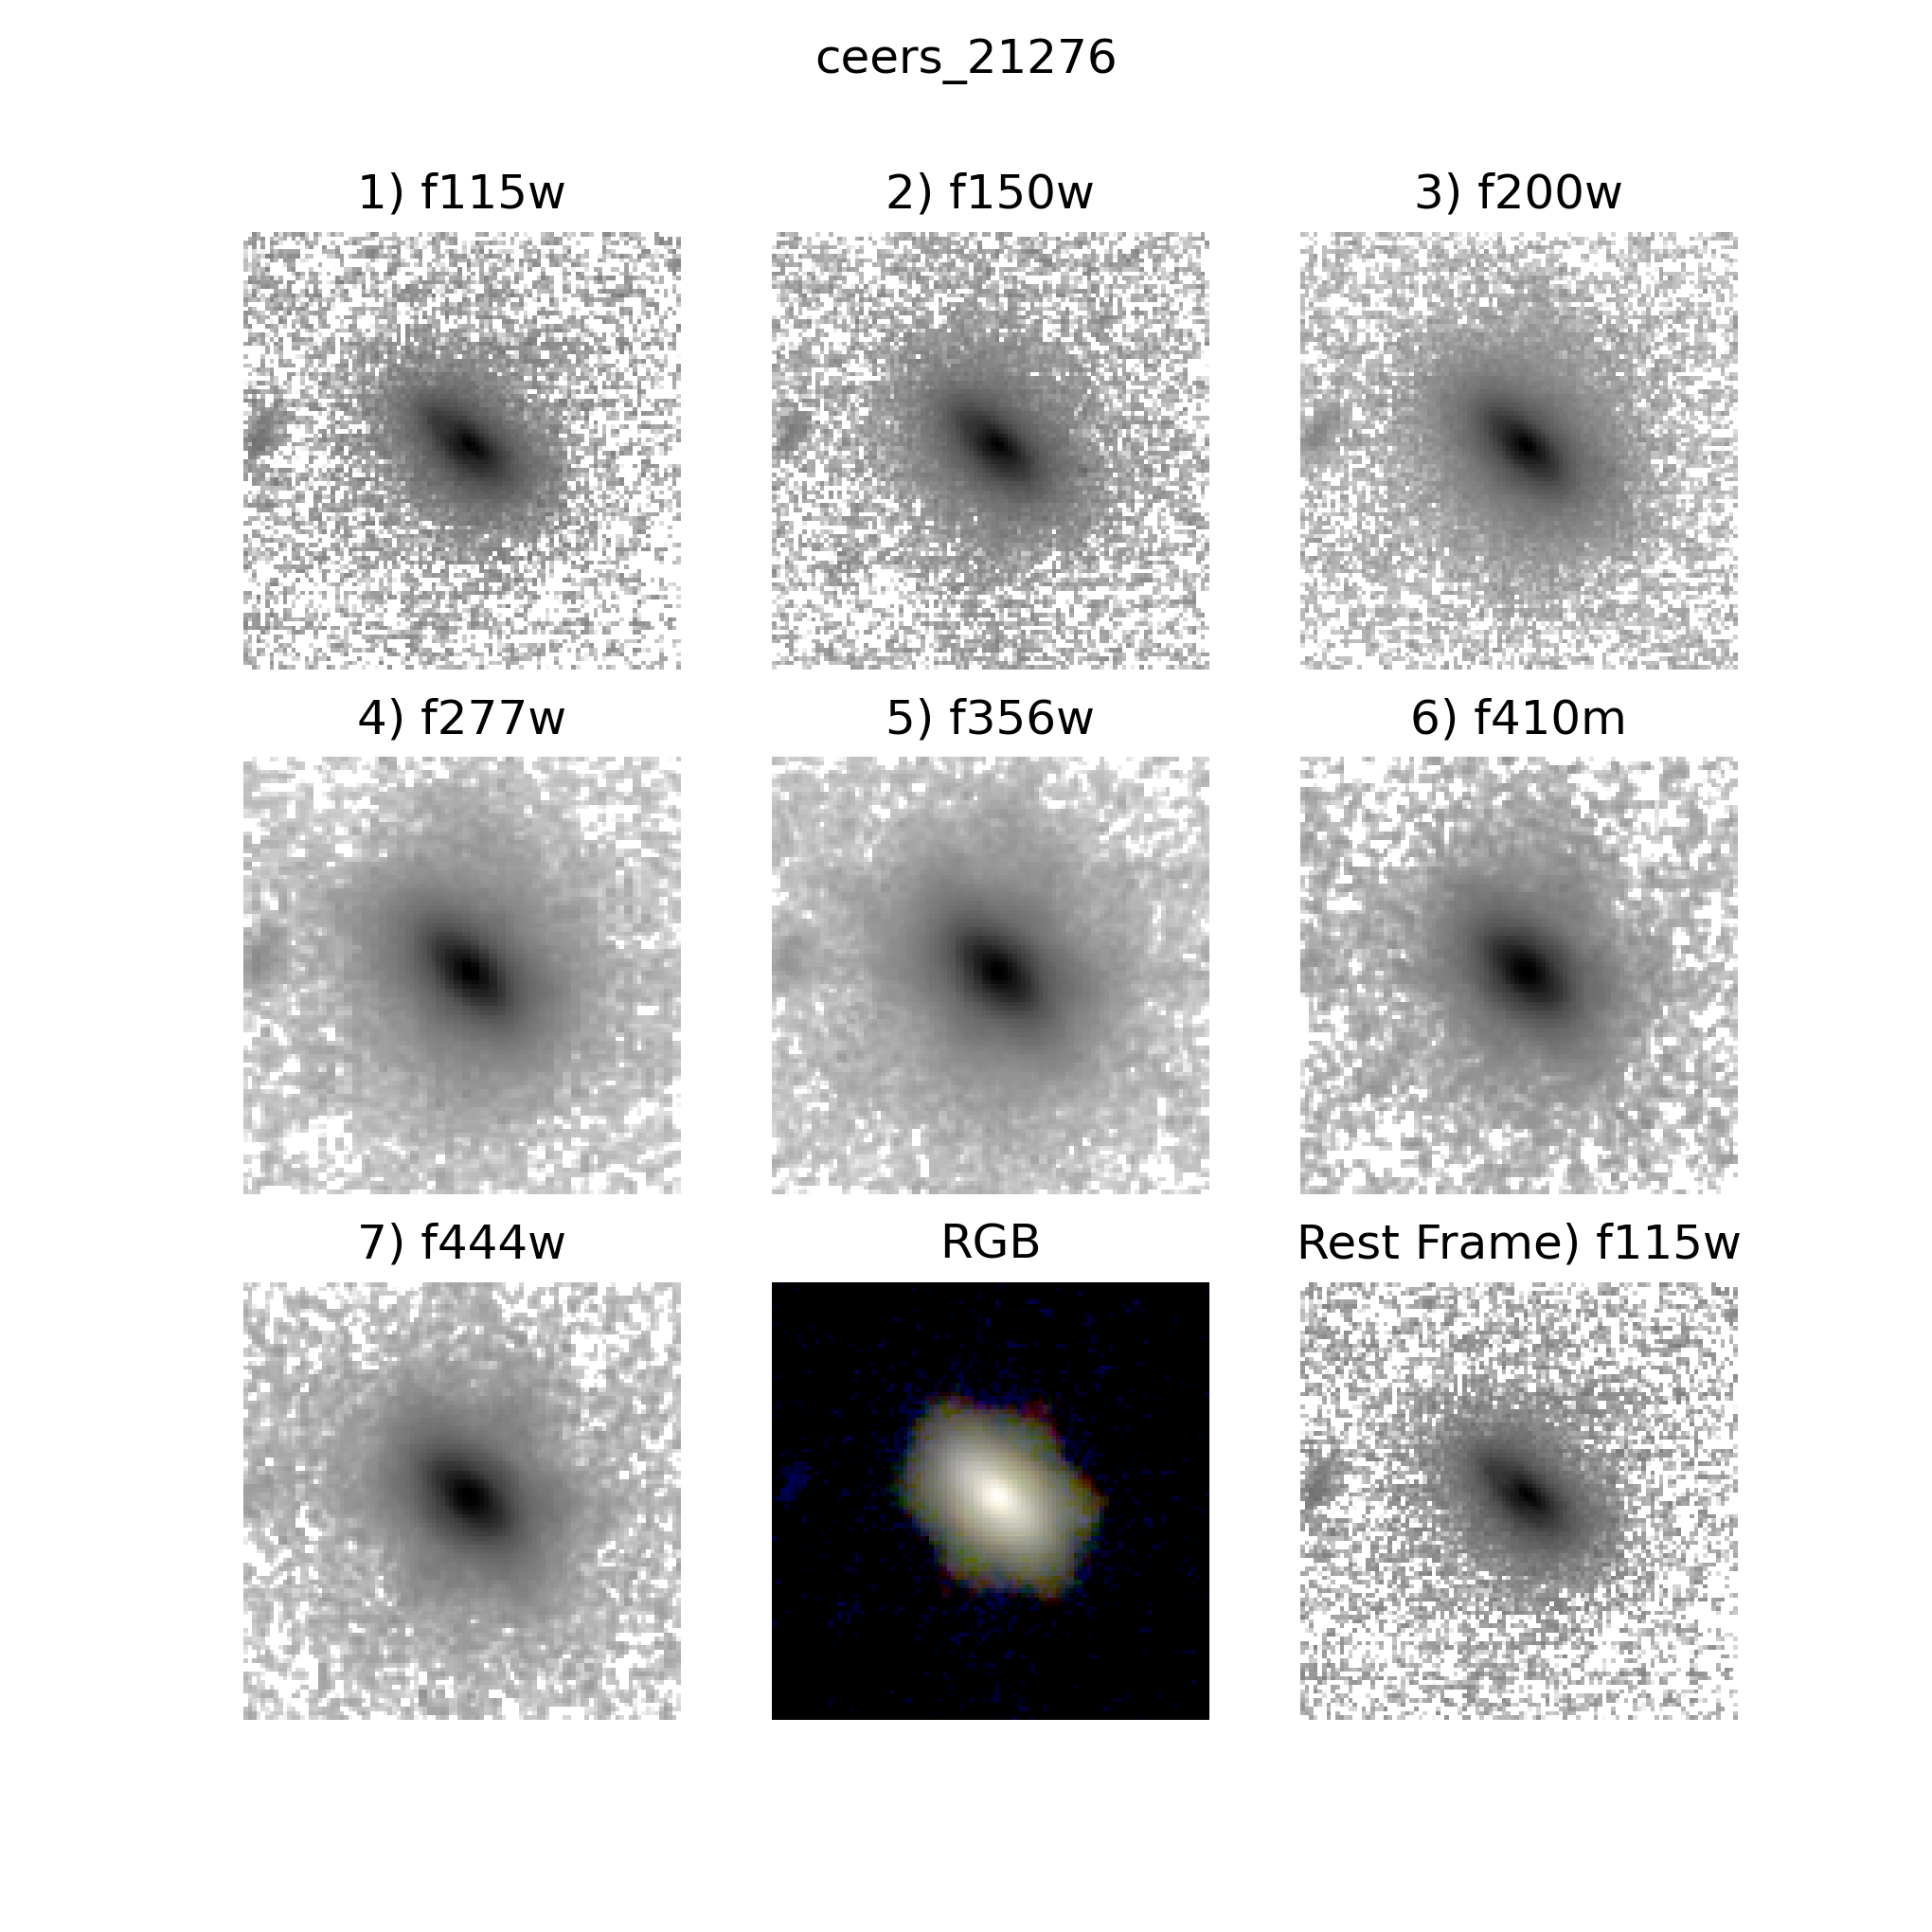 ceers_21276
1) f115w
2) f150w
3) f200w
4) f277w
5) f356w
6) f410m
7) f444w
RGB
Rest Frame) f115w